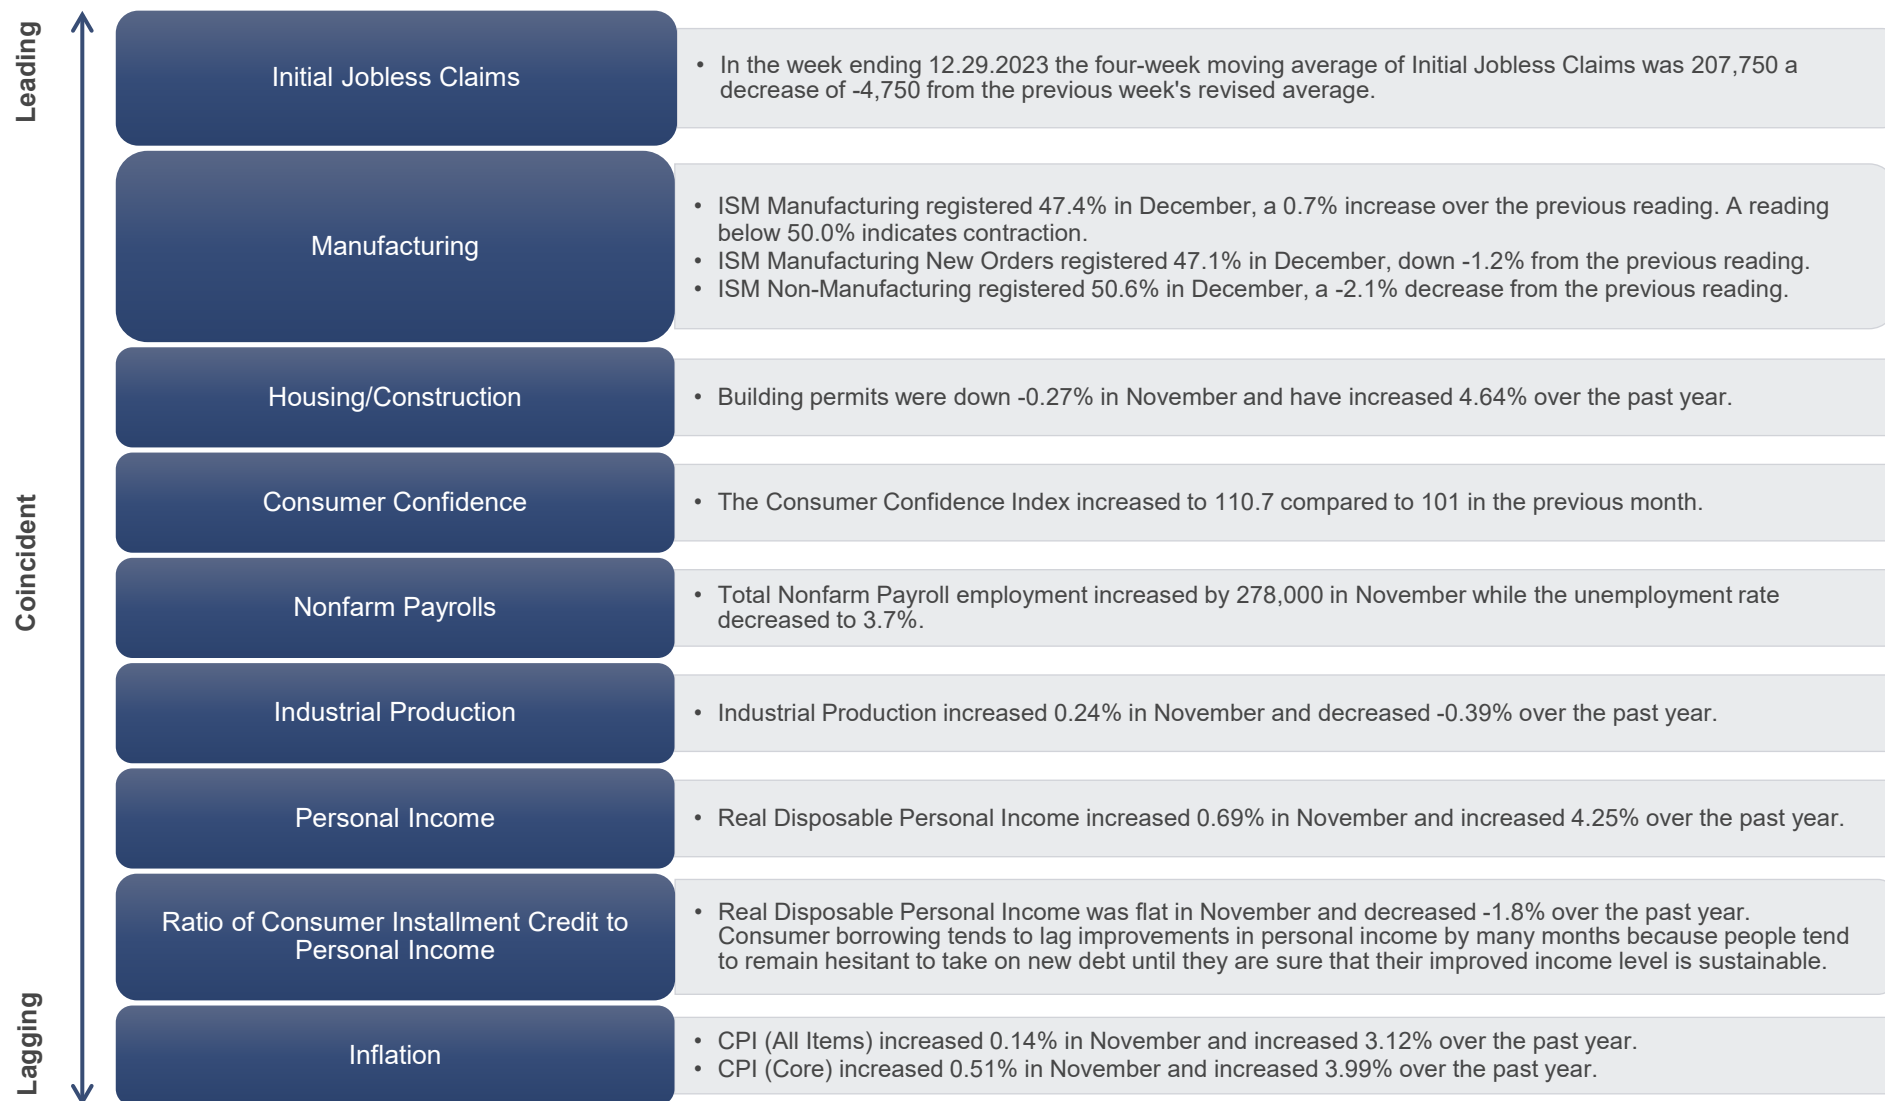 Leading
Initial Jobless Claims
• In the week ending 12.29.2023 the four-week moving average of Initial Jobless Claims was 207,750 a
decrease of -4,750 from the previous week's revised average.
Manufacturing
• ISM Manufacturing registered 47.4% in December, a 0.7% increase over the previous reading. A reading
below 50.0% indicates contraction.
• ISM Manufacturing New Orders registered 47.1% in December, down -1.2% from the previous reading.
• ISM Non-Manufacturing registered 50.6% in December, a -2.1% decrease from the previous reading.
Housing/Construction
• Building permits were down -0.27% in November and have increased 4.64% over the past year.
Coincident
Consumer Confidence
• The Consumer Confidence Index increased to 110.7 compared to 101 in the previous month.
Nonfarm Payrolls
• Total Nonfarm Payroll employment increased by 278,000 in November while the unemployment rate
decreased to 3.7%.
Industrial Production
• Industrial Production increased 0.24% in November and decreased -0.39% over the past year.
Personal Income
• Real Disposable Personal Income increased 0.69% in November and increased 4.25% over the past year.
Ratio of Consumer Installment Credit to
Personal Income
• Real Disposable Personal Income was flat in November and decreased -1.8% over the past year.
Consumer borrowing tends to lag improvements in personal income by many months because people tend
to remain hesitant to take on new debt until they are sure that their improved income level is sustainable.
Lagging
Inflation
• CPI (All Items) increased 0.14% in November and increased 3.12% over the past year.
• CPI (Core) increased 0.51% in November and increased 3.99% over the past year.